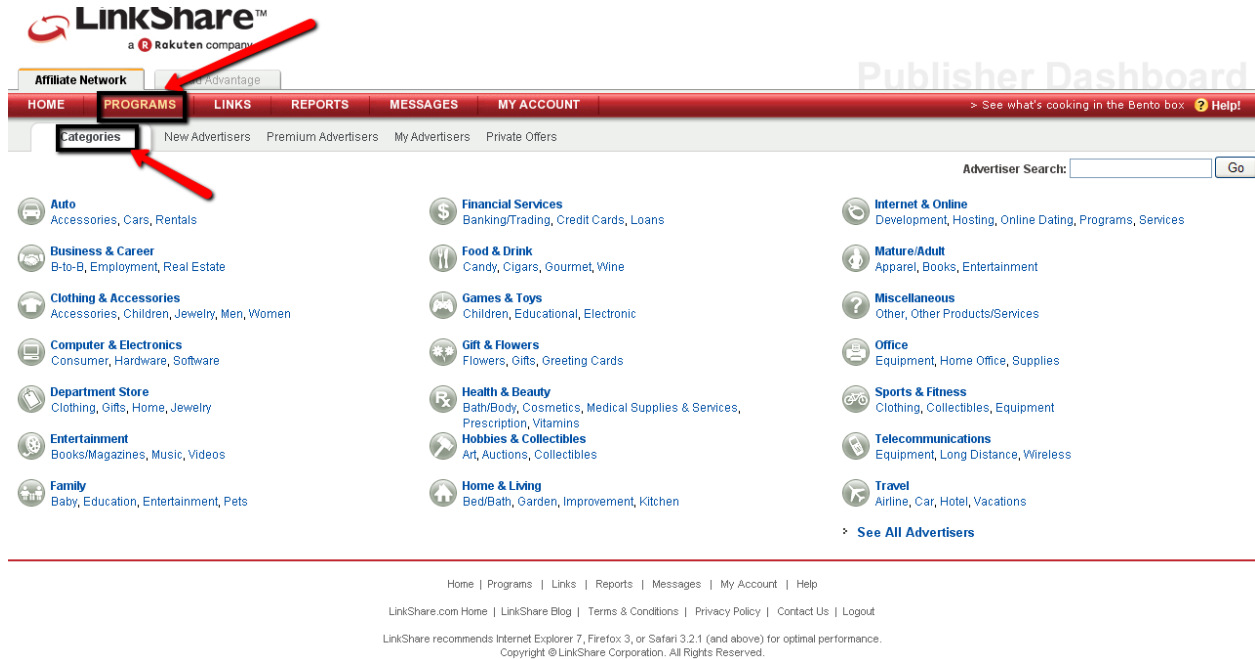 LinkShare™
a Rakuten company
Affiliate Network Advantage
Publisher Dashboard
HOME PROGRAMS LINKS REPORTS MESSAGES MY ACCOUNT > See what's cooking in the Bento box ? Help!
Categories New Advertisers Premium Advertisers My Advertisers Private Offers
Advertiser Search: Go
Auto
Accessories, Cars, Rentals
Business & Career
B-to-B, Employment, Real Estate
Clothing & Accessories
Accessories, Children, Jewelry, Men, Women
Computer & Electronics
Consumer, Hardware, Software
Department Store
Clothing, Gifts, Home, Jewelry
Entertainment
Books/Magazines, Music, Videos
Family
Baby, Education, Entertainment, Pets
Financial Services
Banking/Trading, Credit Cards, Loans
Food & Drink
Candy, Cigars, Gourmet, Wine
Games & Toys
Children, Educational, Electronic
Gift & Flowers
Flowers, Gifts, Greeting Cards
Health & Beauty
Bath/Body, Cosmetics, Medical Supplies & Services,
Prescription, Vitamins
Hobbies & Collectibles
Art, Auctions, Collectibles
Home & Living
Bed/Bath, Garden, Improvement, Kitchen
Internet & Online
Development, Hosting, Online Dating, Programs, Services
Mature/Adult
Apparel, Books, Entertainment
Miscellaneous
Other, Other Products/Services
Office
Equipment, Home Office, Supplies
Sports & Fitness
Clothing, Collectibles, Equipment
Telecommunications
Equipment, Long Distance, Wireless
Travel
Airline, Car, Hotel, Vacations
See All Advertisers
Home | Programs | Links | Reports | Messages | My Account | Help
LinkShare.com Home | LinkShare Blog | Terms & Conditions | Privacy Policy | Contact Us | Logout
LinkShare recommends Internet Explorer 7, Firefox 3, or Safari 3.2.1 (and above) for optimal performance.
Copyright © LinkShare Corporation. All Rights Reserved.